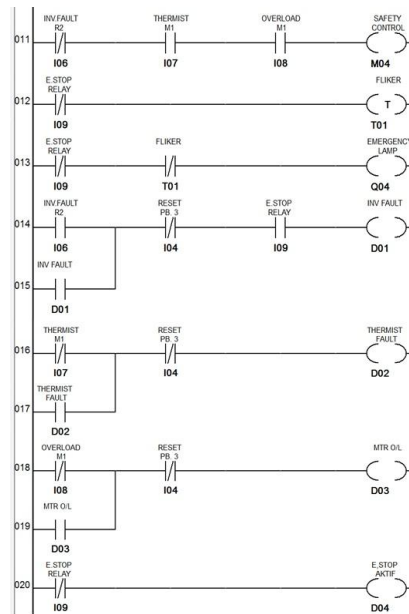 INV.FAULT THERMIST OVERLOAD SAFETY
R2 M1 M1 CONTROL
011
I06 I07 I08 M04
E.STOP FLIKER
RELAY
012 T
I09 T01
E.STOP FLIKER EMERGENCY
RELAY LAMP
013
I09 T01 Q04
INV.FAULT RESET E.STOP INV FAULT
R2 PB. 3 RELAY
014
I06 I04 I09 D01
INV FAULT
015
D01
THERMIST RESET THERMIST
M1 PB. 3 FAULT
016
I07 I04 D02
THERMIST
FAULT
017
D02
OVERLOAD RESET MTR O/L
M1 PB. 3
018
I08 I04 D03
MTR O/L
019
D03
E.STOP E,STOP
RELAY AKTIF
020
I09 D04